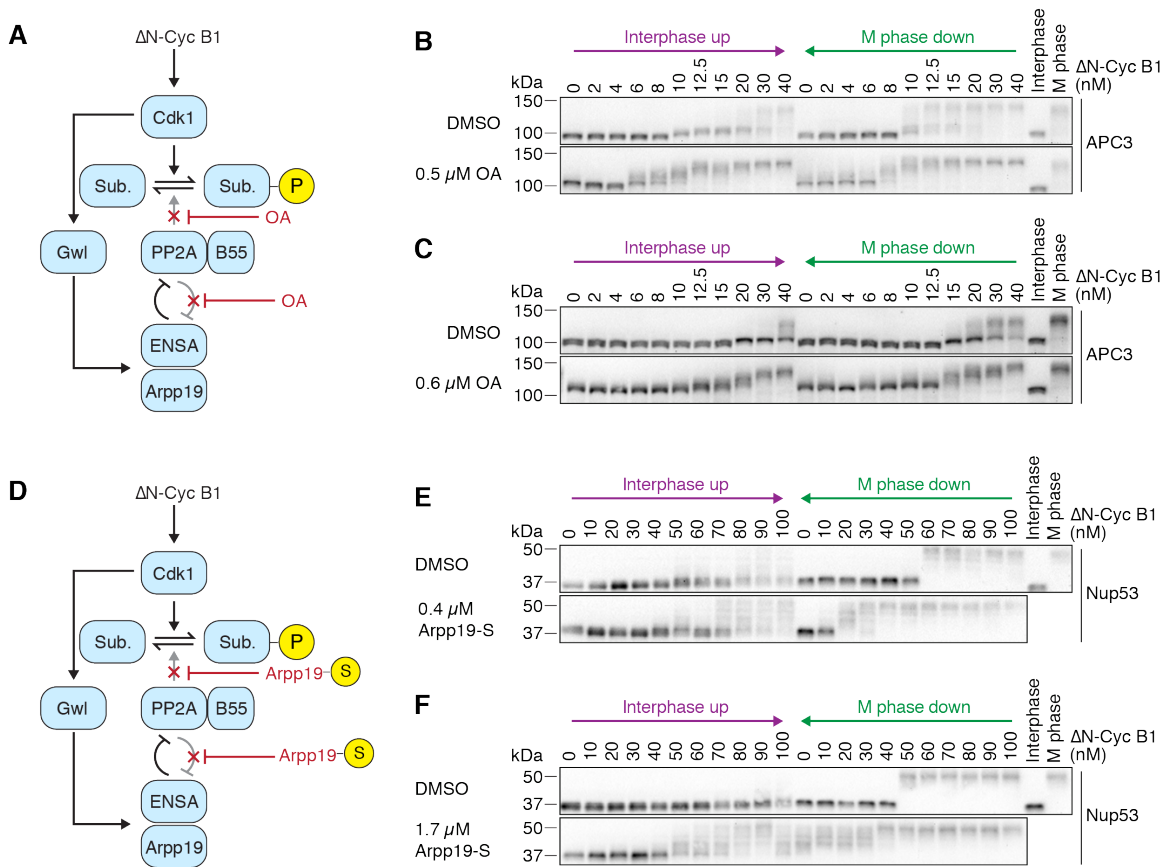 A
ΔN-Cyc B1
Cdk1
Sub.
Sub.
P
OA
Gwl
PP2A
B55
OA
ENSA
Arpp19
B
Interphase up
M phase down
kDa
0 2 4 6 8 10 12.5 15 20 30 40 0 2 4 6 8 10 12.5 15 20 30 40 Interphase M phase
ΔN-Cyc B1
(nM)
150
DMSO
100
150
0.5 µM OA
100
APC3
C
Interphase up
M phase down
kDa
0 2 4 6 8 10 12.5 15 20 30 40 0 2 4 6 8 10 12.5 15 20 30 40 Interphase M phase
ΔN-Cyc B1
(nM)
150
DMSO
100
150
0.6 µM OA
100
APC3
D
ΔN-Cyc B1
Cdk1
Sub.
Sub.
P
Arpp19
S
Gwl
PP2A
B55
Arpp19
S
ENSA
Arpp19
E
Interphase up
M phase down
kDa
0 10 20 30 40 50 60 70 80 90 100 0 10 20 30 40 50 60 70 80 90 100 Interphase M phase
ΔN-Cyc B1
(nM)
50
DMSO
37
0.4 µM
Arpp19-S
50
37
Nup53
F
Interphase up
M phase down
kDa
0 10 20 30 40 50 60 70 80 90 100 0 10 20 30 40 50 60 70 80 90 100 Interphase M phase
ΔN-Cyc B1
(nM)
50
DMSO
37
1.7 µM
Arpp19-S
50
37
Nup53